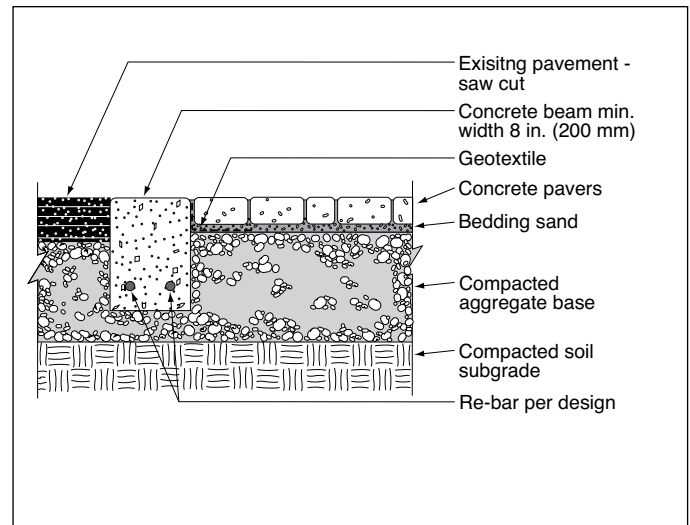 Exisitng pavement -
saw cut
Concrete beam min.
width 8 in. (200 mm)
Geotextile
Concrete pavers
Bedding sand
Compacted
aggregate base
Compacted soil
subgrade
Re-bar per design